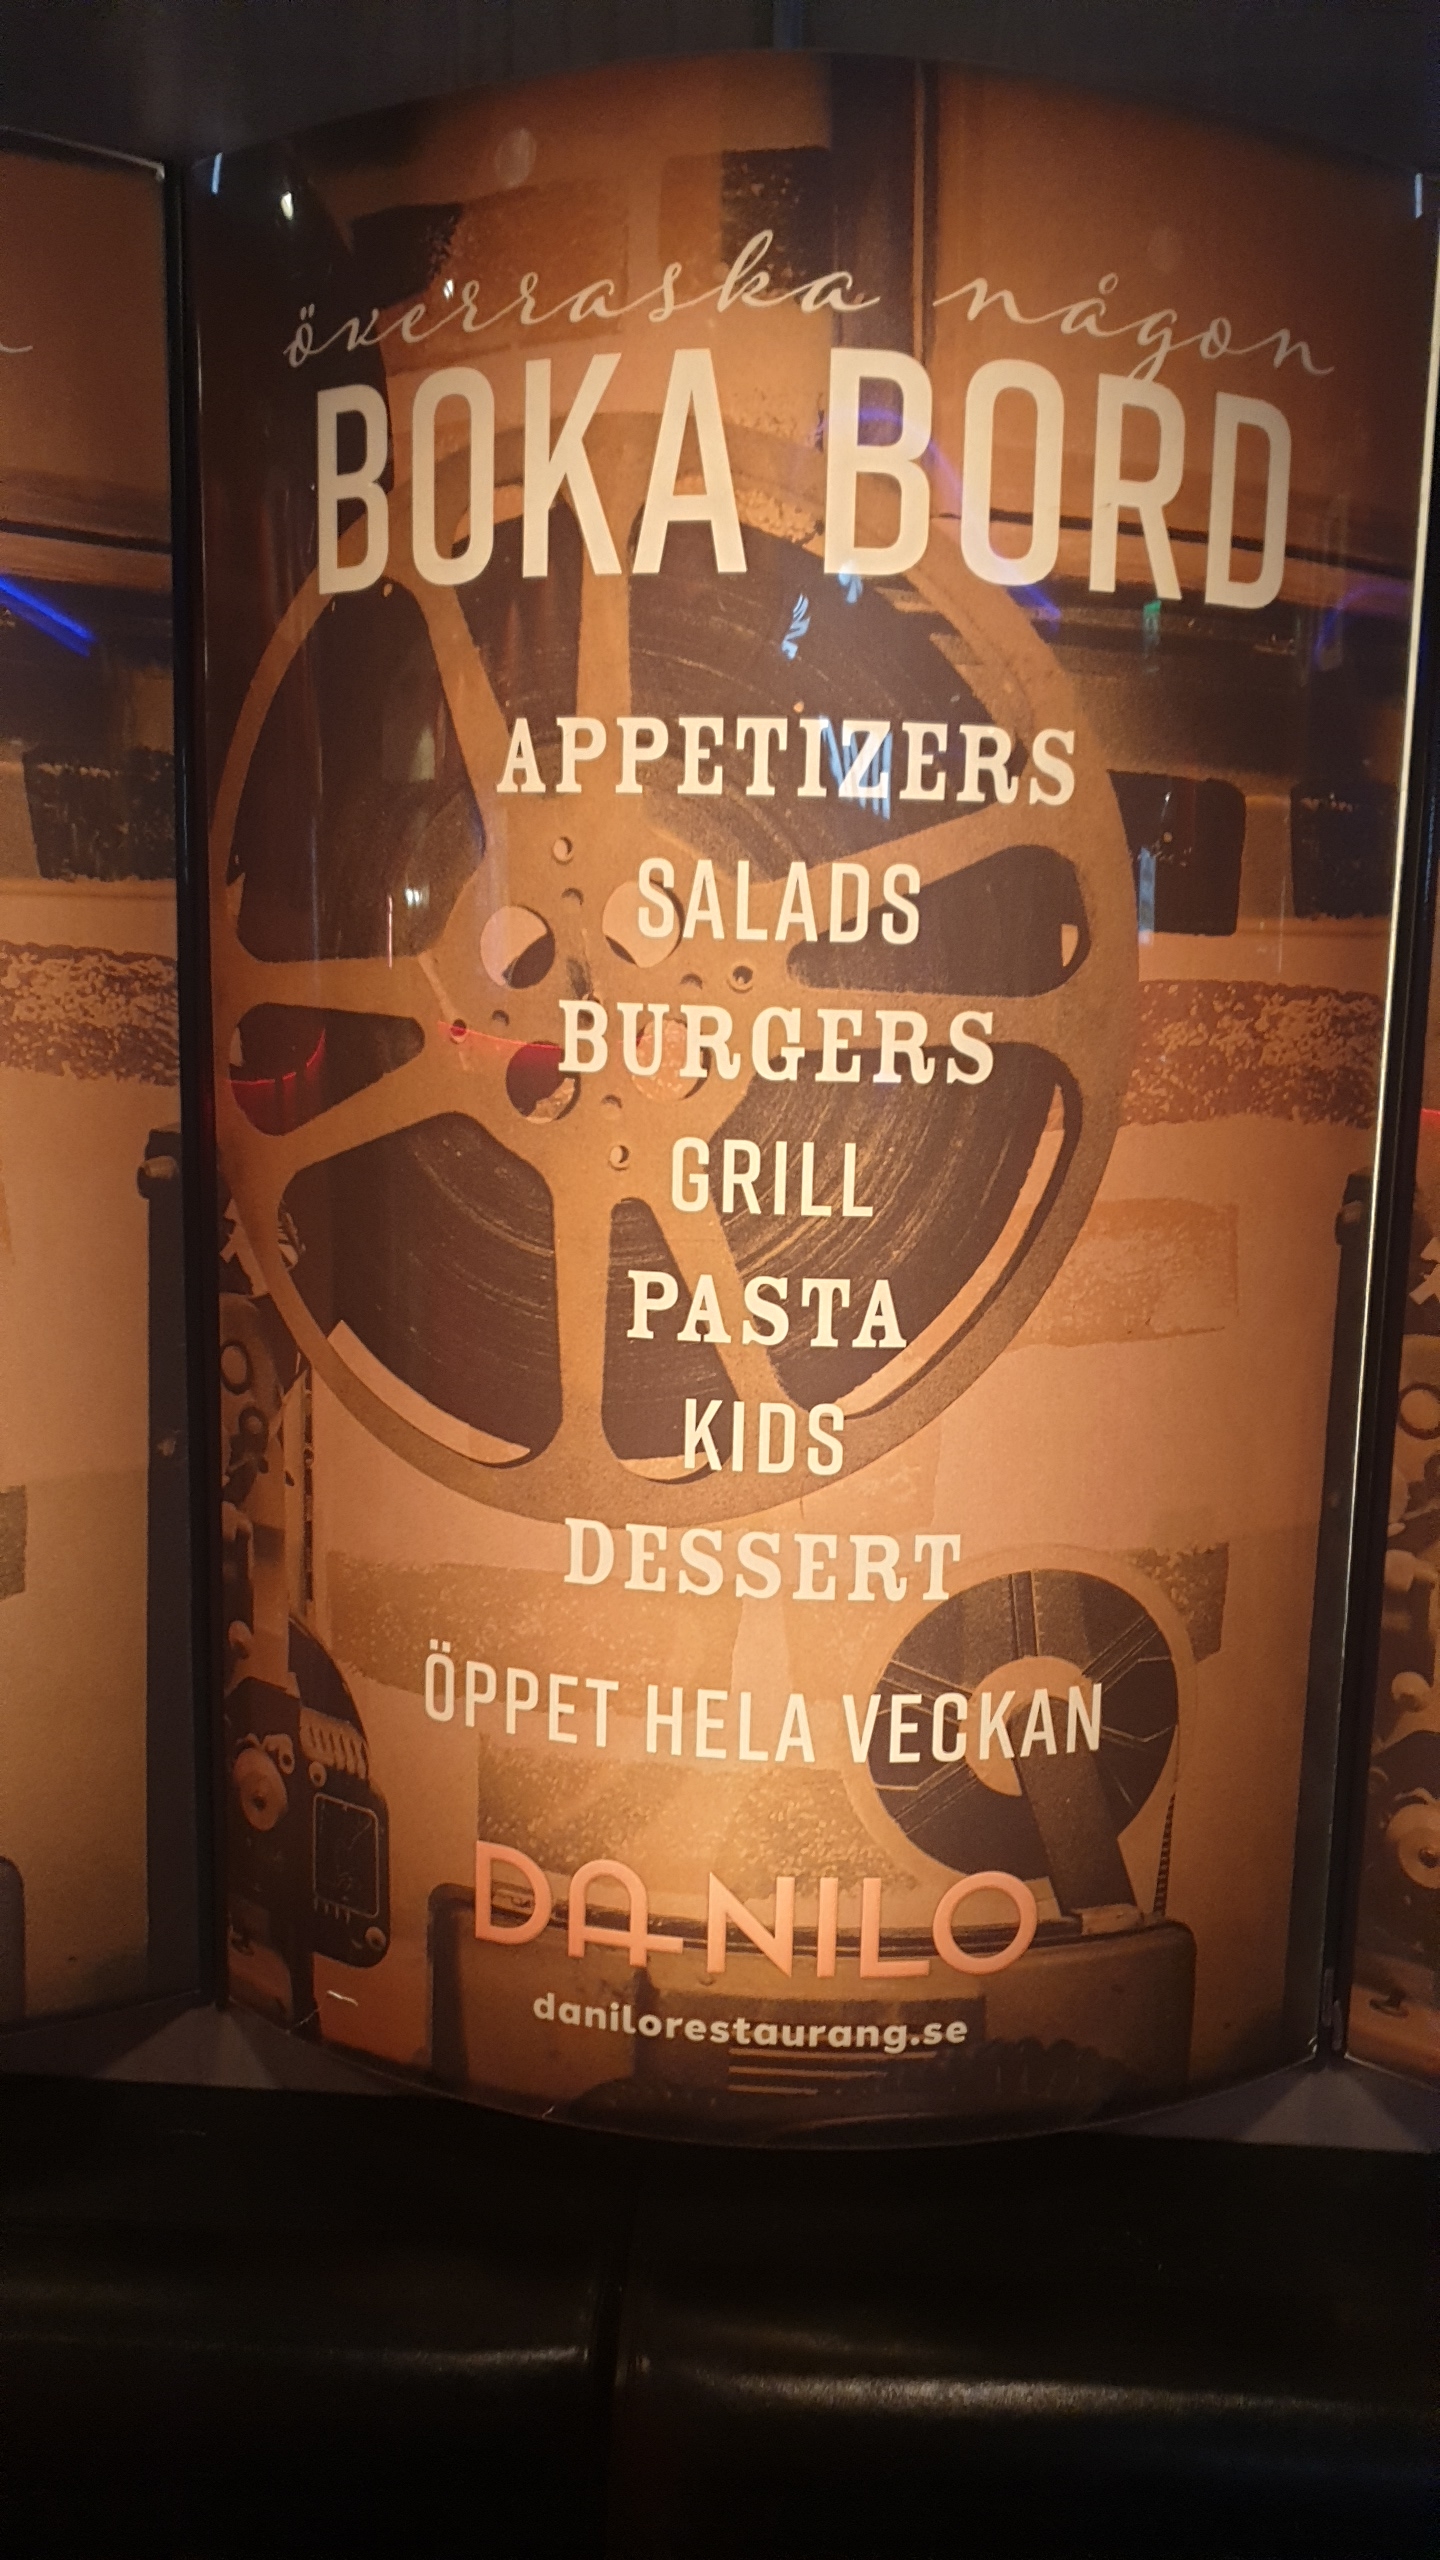 överraska någon
BOKA BORD
APPETIZERS
SALADS
BURGERS
GRILL
PASTA
KIDS
DESSERT
ÖPPET HELA VECKAN
DANILO
danilorestaurang.se